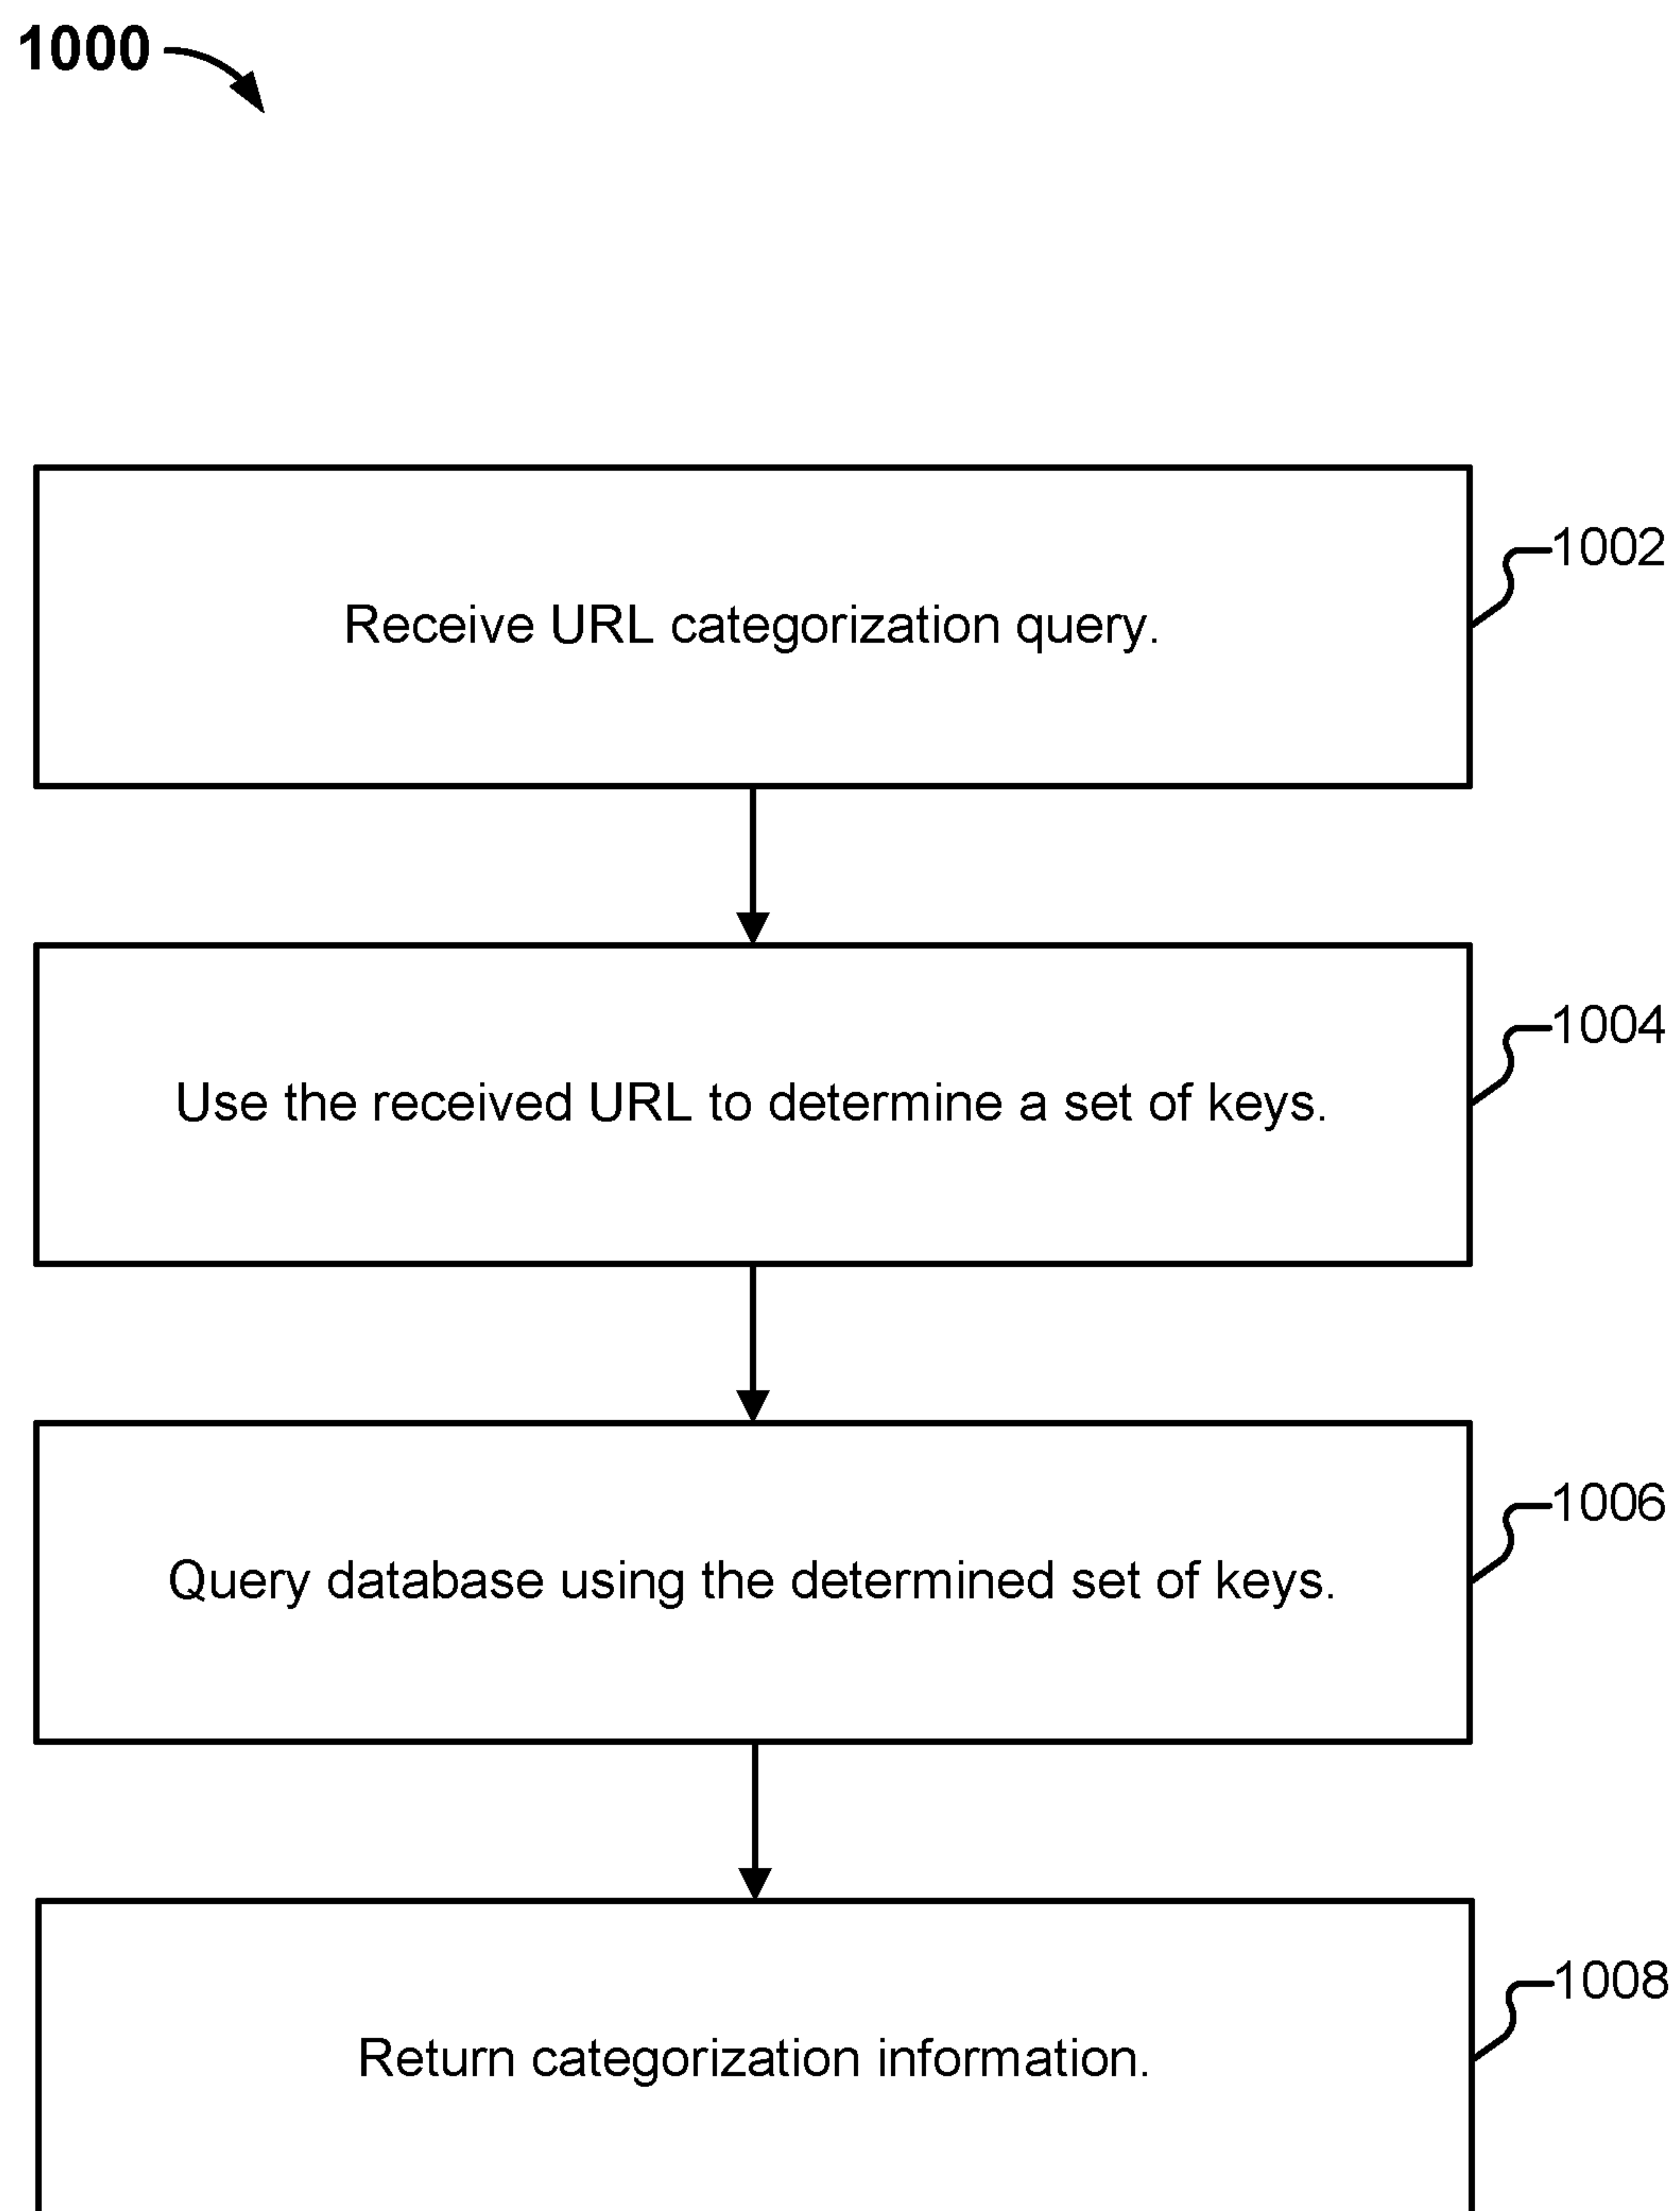 1000
Receive URL categorization query.
1002
Use the received URL to determine a set of keys.
1004
Query database using the determined set of keys.
1006
Return categorization information.
1008